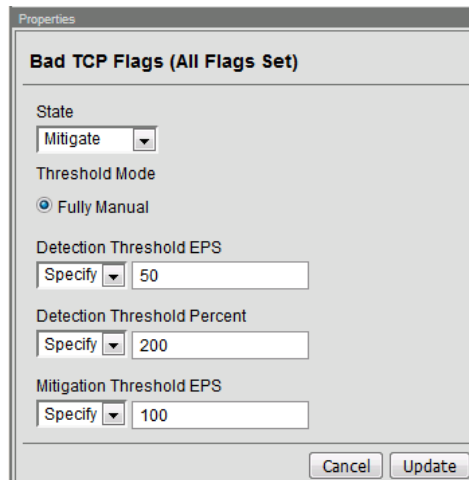 Properties
Bad TCP Flags (All Flags Set)
State
Mitigate
Threshold Mode
Fully Manual
Detection Threshold EPS
Specify 50
Detection Threshold Percent
Specify 200
Mitigation Threshold EPS
Specify 100
Cancel Update